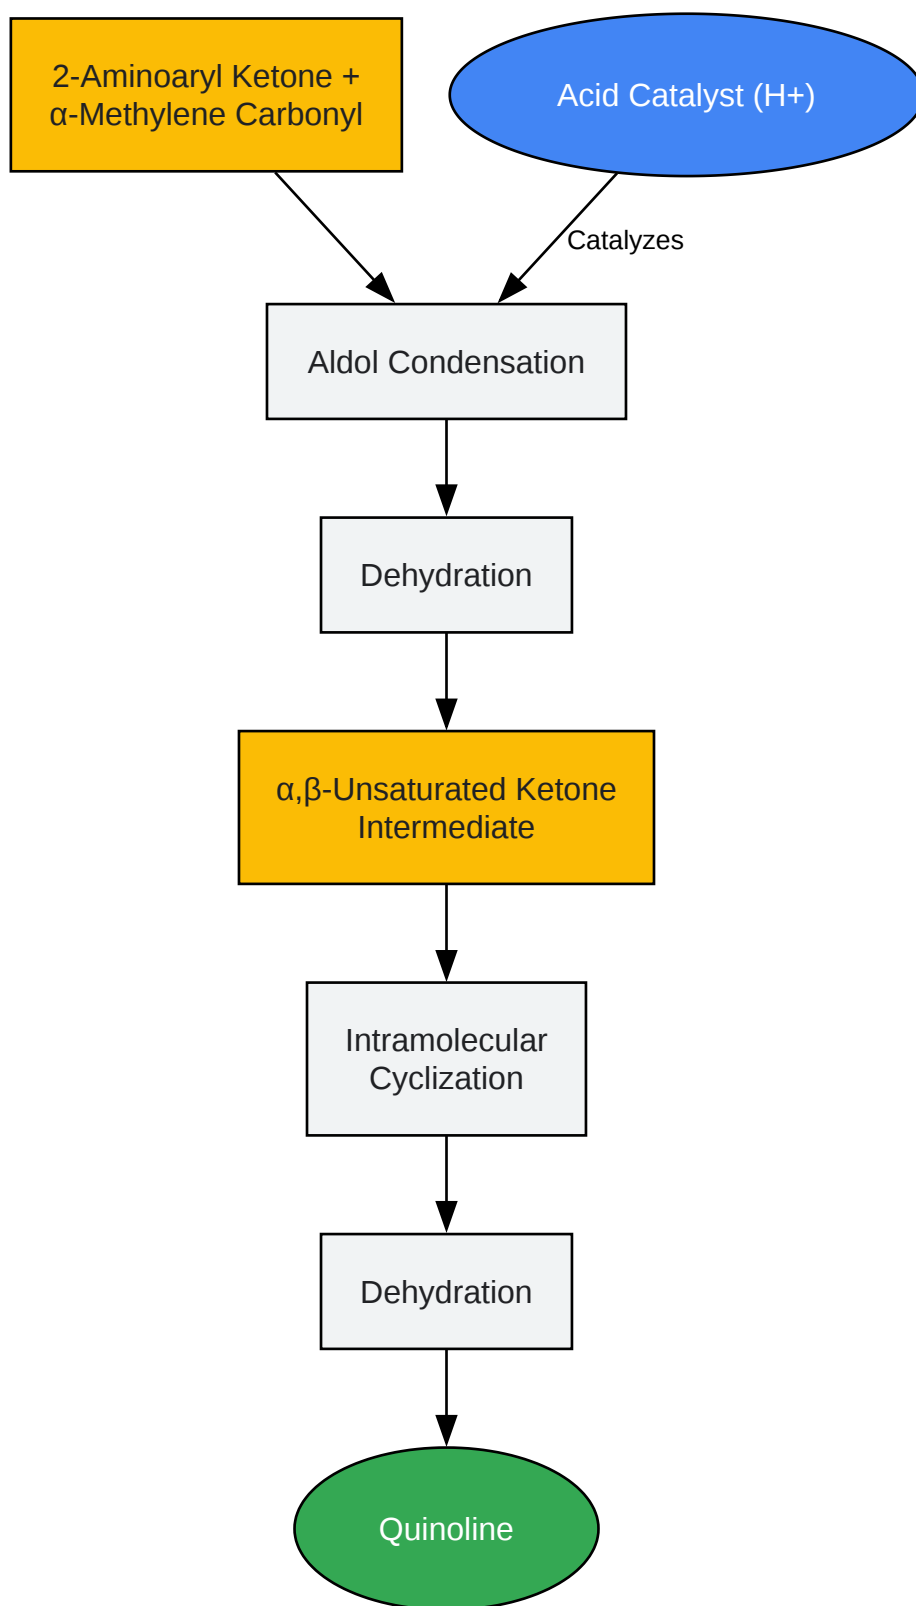 2-Aminoaryl Ketone +
α-Methylene Carbonyl
Acid Catalyst (H+)
Catalyzes
Aldol Condensation
Dehydration
α,β-Unsaturated Ketone
Intermediate
Intramolecular
Cyclization
Dehydration
Quinoline